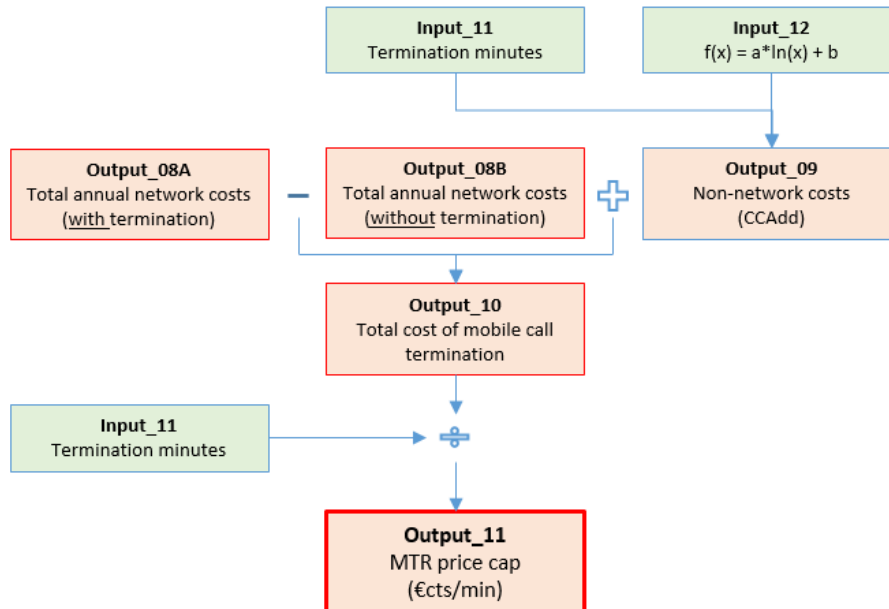 Input_11
Termination minutes
Input_12
f(x) = a*ln(x) + b
Output_08A
Total annual network costs
(with termination)
−
Output_08B
Total annual network costs
(without termination)
+
Output_09
Non-network costs
(CCAdd)
Output_10
Total cost of mobile call
termination
Input_11
Termination minutes
÷
Output_11
MTR price cap
(€cts/min)